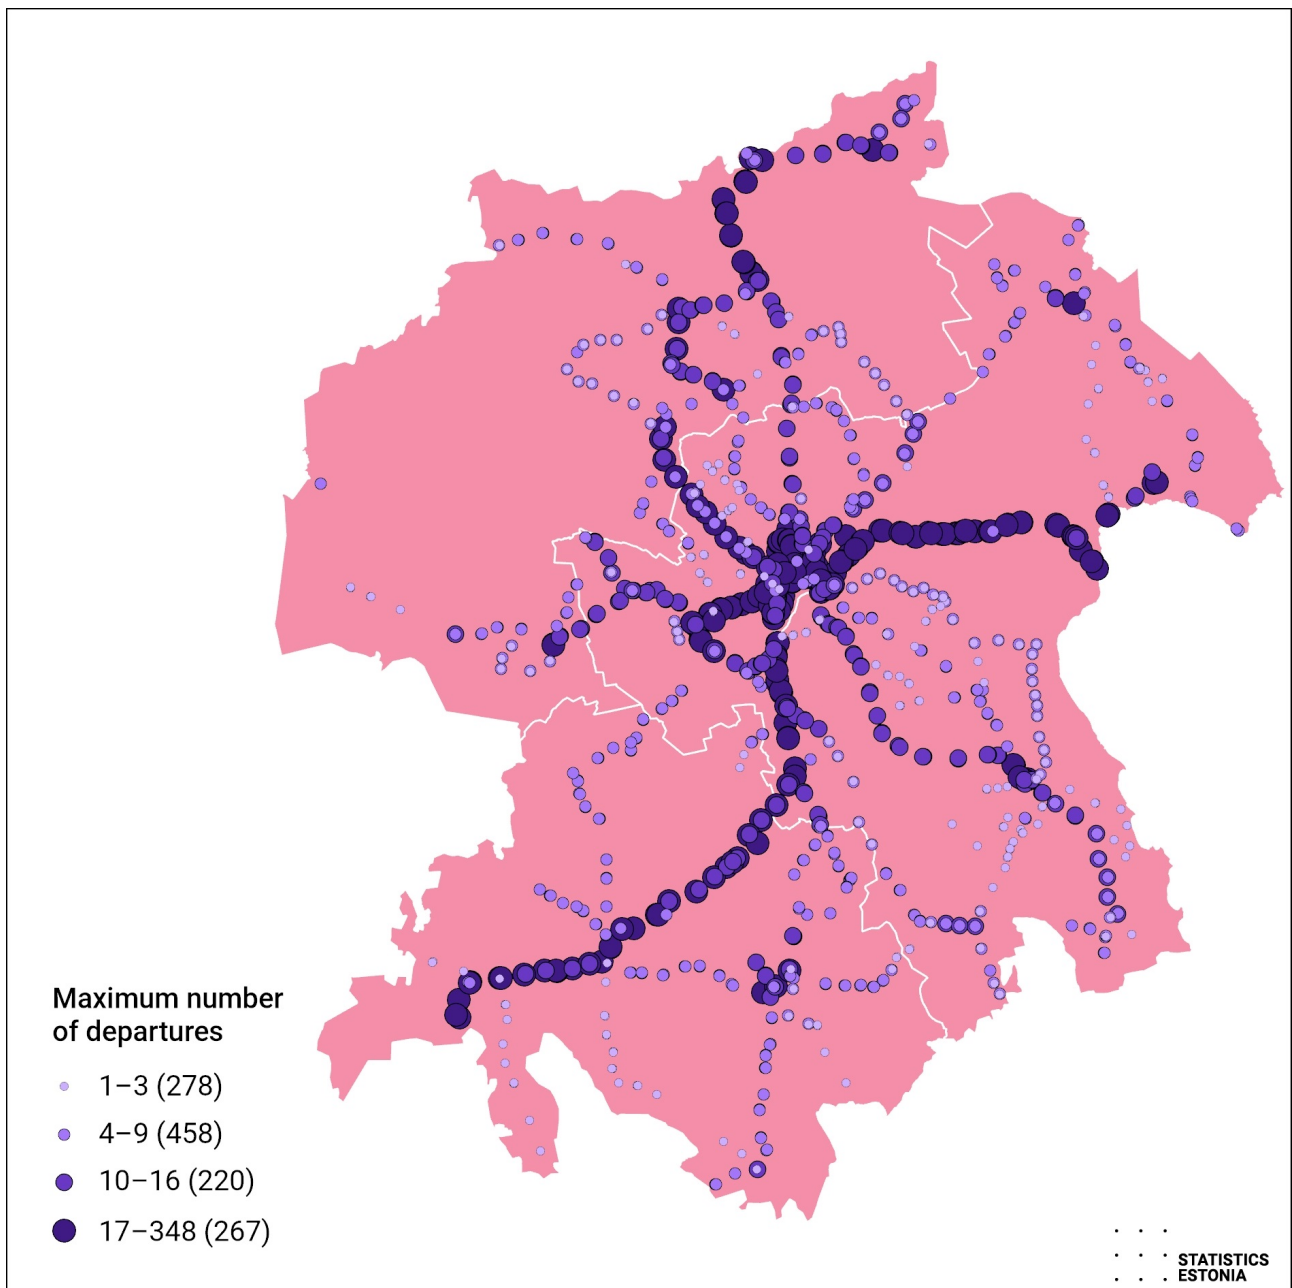 Maximum number
of departures
1–3 (278)
4–9 (458)
10–16 (220)
17–348 (267)
STATISTICS
ESTONIA